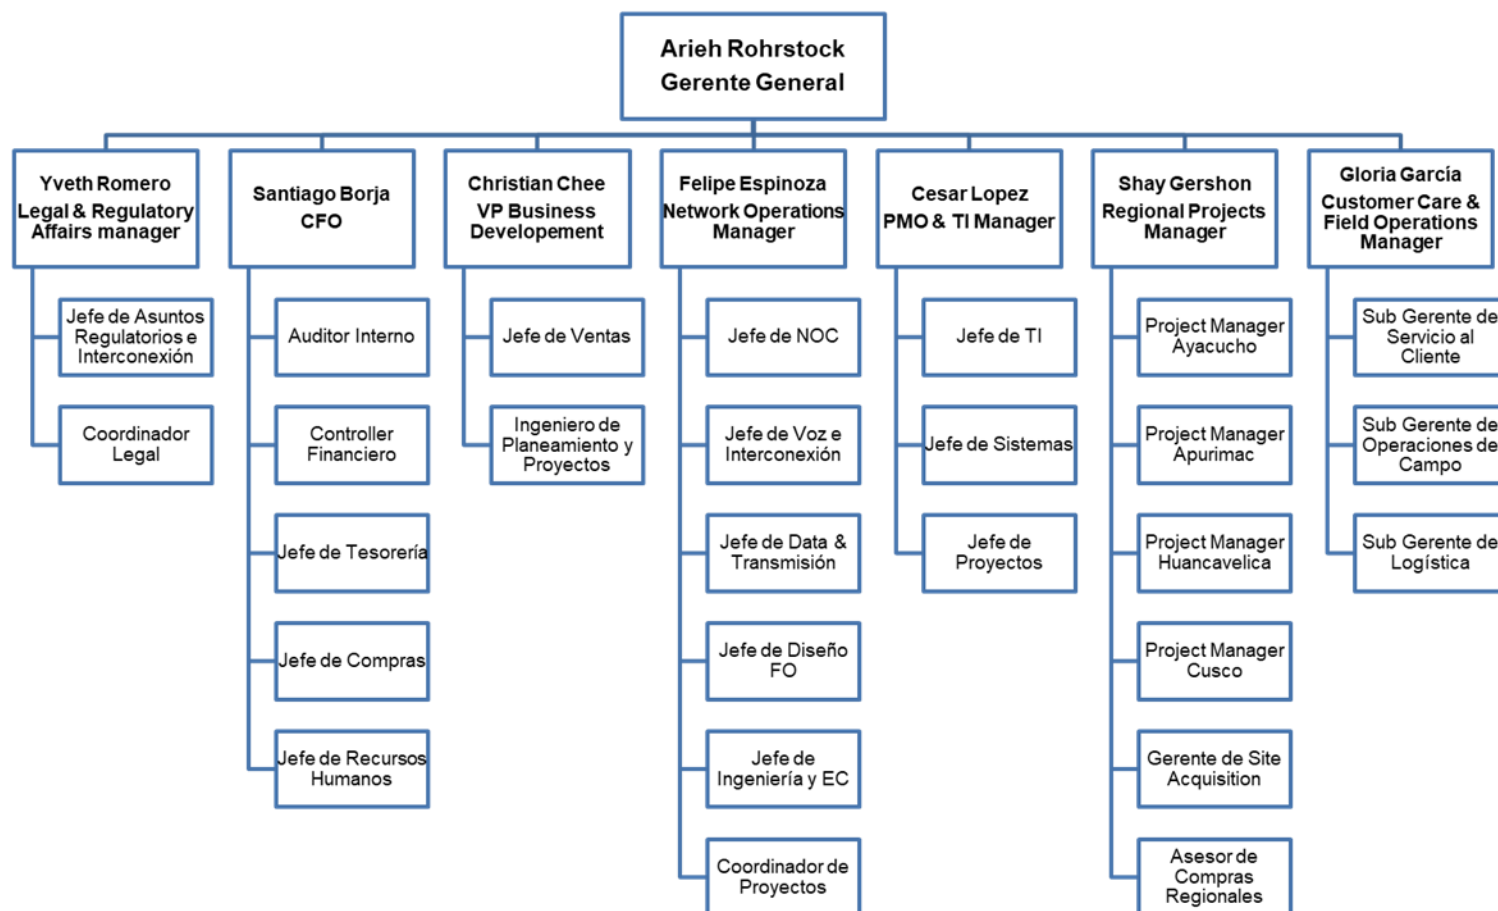 Arieh Rohrstock
Gerente General
Yveth Romero
Legal & Regulatory
Affairs manager
Santiago Borja
CFO
Christian Chee
VP Business
Developement
Felipe Espinoza
Network Operations
Manager
Cesar Lopez
PMO & TI Manager
Shay Gershon
Regional Projects
Manager
Gloria García
Customer Care &
Field Operations
Manager
Jefe de Asuntos
Regulatorios e
Interconexión
Coordinador
Legal
Auditor Interno
Controller
Financiero
Jefe de Tesorería
Jefe de Compras
Jefe de Recursos
Humanos
Jefe de Ventas
Ingeniero de
Planeamiento y
Proyectos
Jefe de NOC
Jefe de Voz e
Interconexión
Jefe de Data &
Transmisión
Jefe de Diseño
FO
Jefe de
Ingeniería y EC
Coordinador de
Proyectos
Jefe de TI
Jefe de Sistemas
Jefe de
Proyectos
Project Manager
Ayacucho
Project Manager
Apurimac
Project Manager
Huancavelica
Project Manager
Cusco
Gerente de Site
Acquisition
Asesor de
Compras
Regionales
Sub Gerente de
Servicio al
Cliente
Sub Gerente de
Operaciones de
Campo
Sub Gerente de
Logística